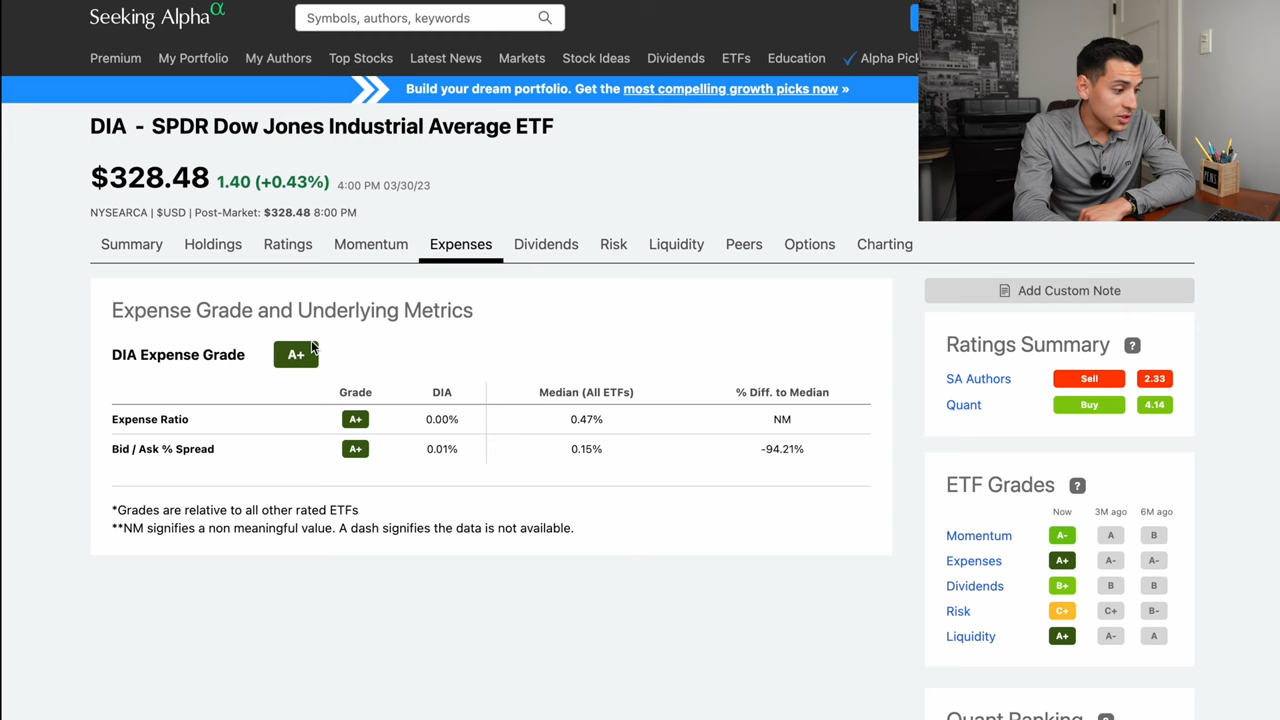 Seeking Alpha α
Symbols, authors, keywords
Premium My Portfolio My Authors Top Stocks Latest News Markets Stock Ideas Dividends ETFs Education Alpha
Build your dream portfolio. Get the most compelling growth picks now »
DIA - SPDR Dow Jones Industrial Average ETF
$328.48 1.40 (+0.43%) 4:00 PM 03/30/23
NYSEARCA | $USD | Post-Market: $328.48 8:00 PM
Summary Holdings Ratings Momentum Expenses Dividends Risk Liquidity Peers Options Charting
Expense Grade and Underlying Metrics
DIA Expense Grade A+
Grade DIA Median (All ETFs) % Diff. to Median
Expense Ratio A+ 0.00% 0.47% NM
Bid / Ask % Spread A+ 0.01% 0.15% -94.21%
*Grades are relative to all other rated ETFs
**NM signifies a non meaningful value. A dash signifies the data is not available.
Add Custom Note
Ratings Summary ?
SA Authors Sell 2.33
Quant Buy 4.14
ETF Grades ?
Now 3M ago 6M ago
Momentum A- A B
Expenses A+ A- A-
Dividends B+ B B
Risk C+ C+ B-
Liquidity A+ A- A
Quant Ranking ?
PENS